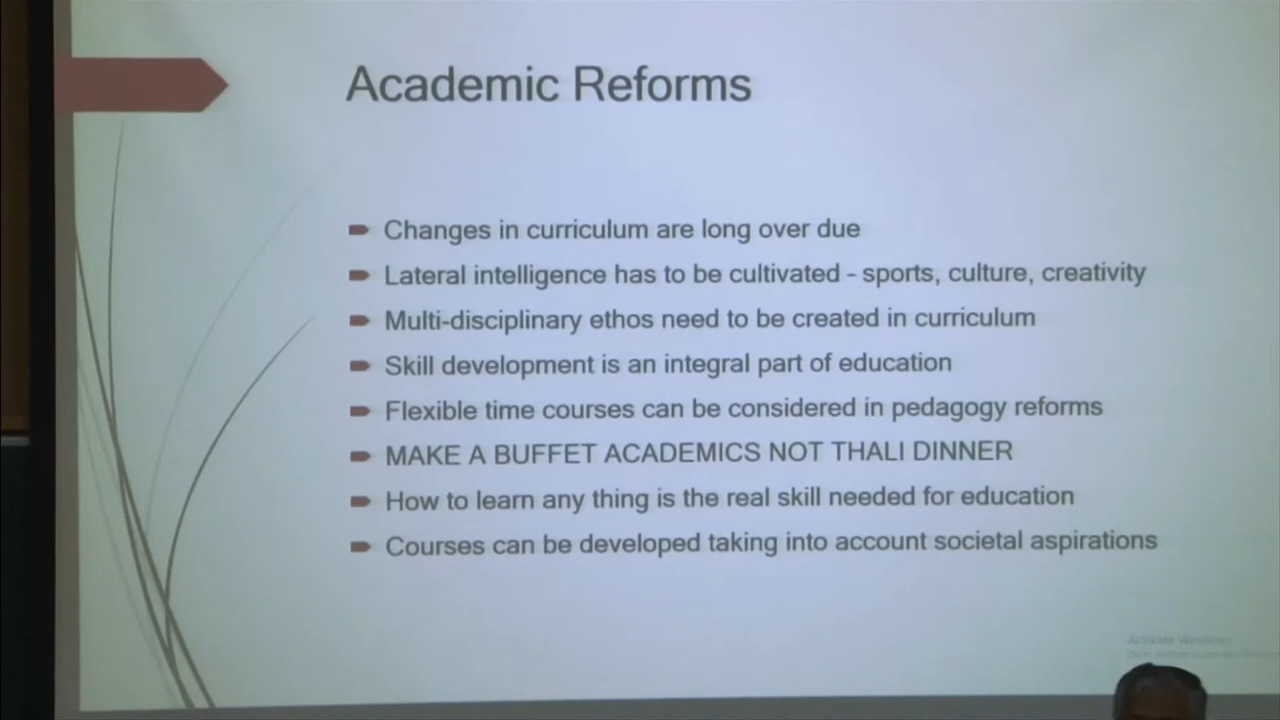 Academic Reforms
Changes in curriculum are long over due
Lateral intelligence has to be cultivated - sports, culture, creativity
Multi-disciplinary ethos need to be created in curriculum
Skill development is an integral part of education
Flexible time courses can be considered in pedagogy reforms
MAKE A BUFFET ACADEMICS NOT THALI DINNER
How to learn any thing is the real skill needed for education
Courses can be developed taking into account societal aspirations
Activate Windows